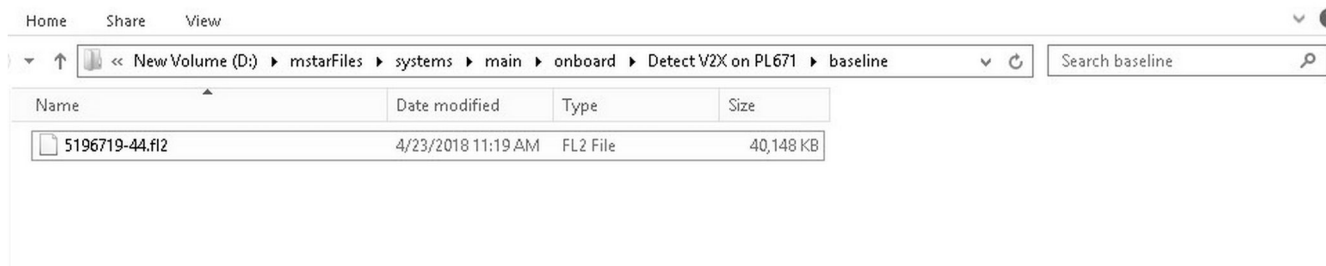 Home Share View
« New Volume (D:) ▸ mstarFiles ▸ systems ▸ main ▸ onboard ▸ Detect V2X on PL671 ▸ baseline Search baseline
Name Date modified Type Size
5196719-44.fl2 4/23/2018 11:19 AM FL2 File 40,148 KB